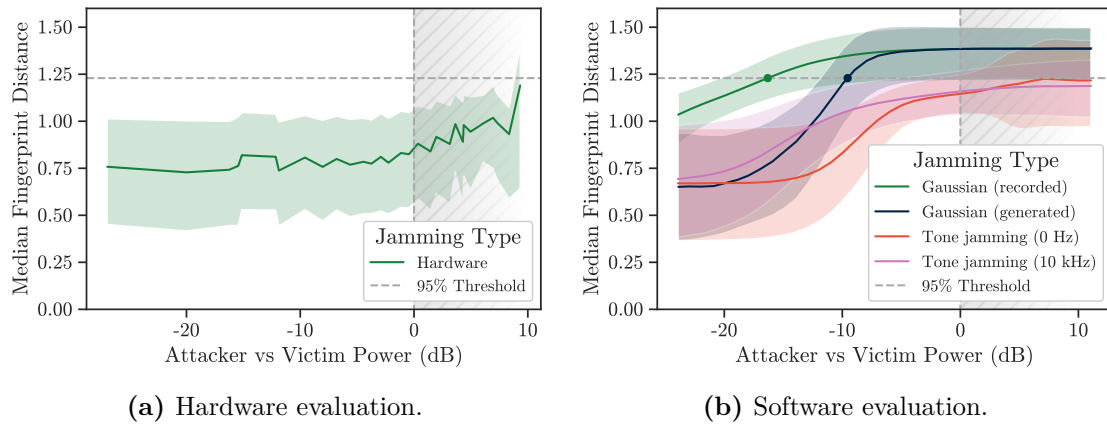 Median Fingerprint Distance
1.50
1.25
1.00
0.75
0.50
0.25
0.00
-20
-10
0
10
Attacker vs Victim Power (dB)
Jamming Type
Hardware
95% Threshold
(a) Hardware evaluation.
Median Fingerprint Distance
1.50
1.25
1.00
0.75
0.50
0.25
0.00
-20
-10
0
10
Attacker vs Victim Power (dB)
Jamming Type
Gaussian (recorded)
Gaussian (generated)
Tone jamming (0 Hz)
Tone jamming (10 kHz)
95% Threshold
(b) Software evaluation.